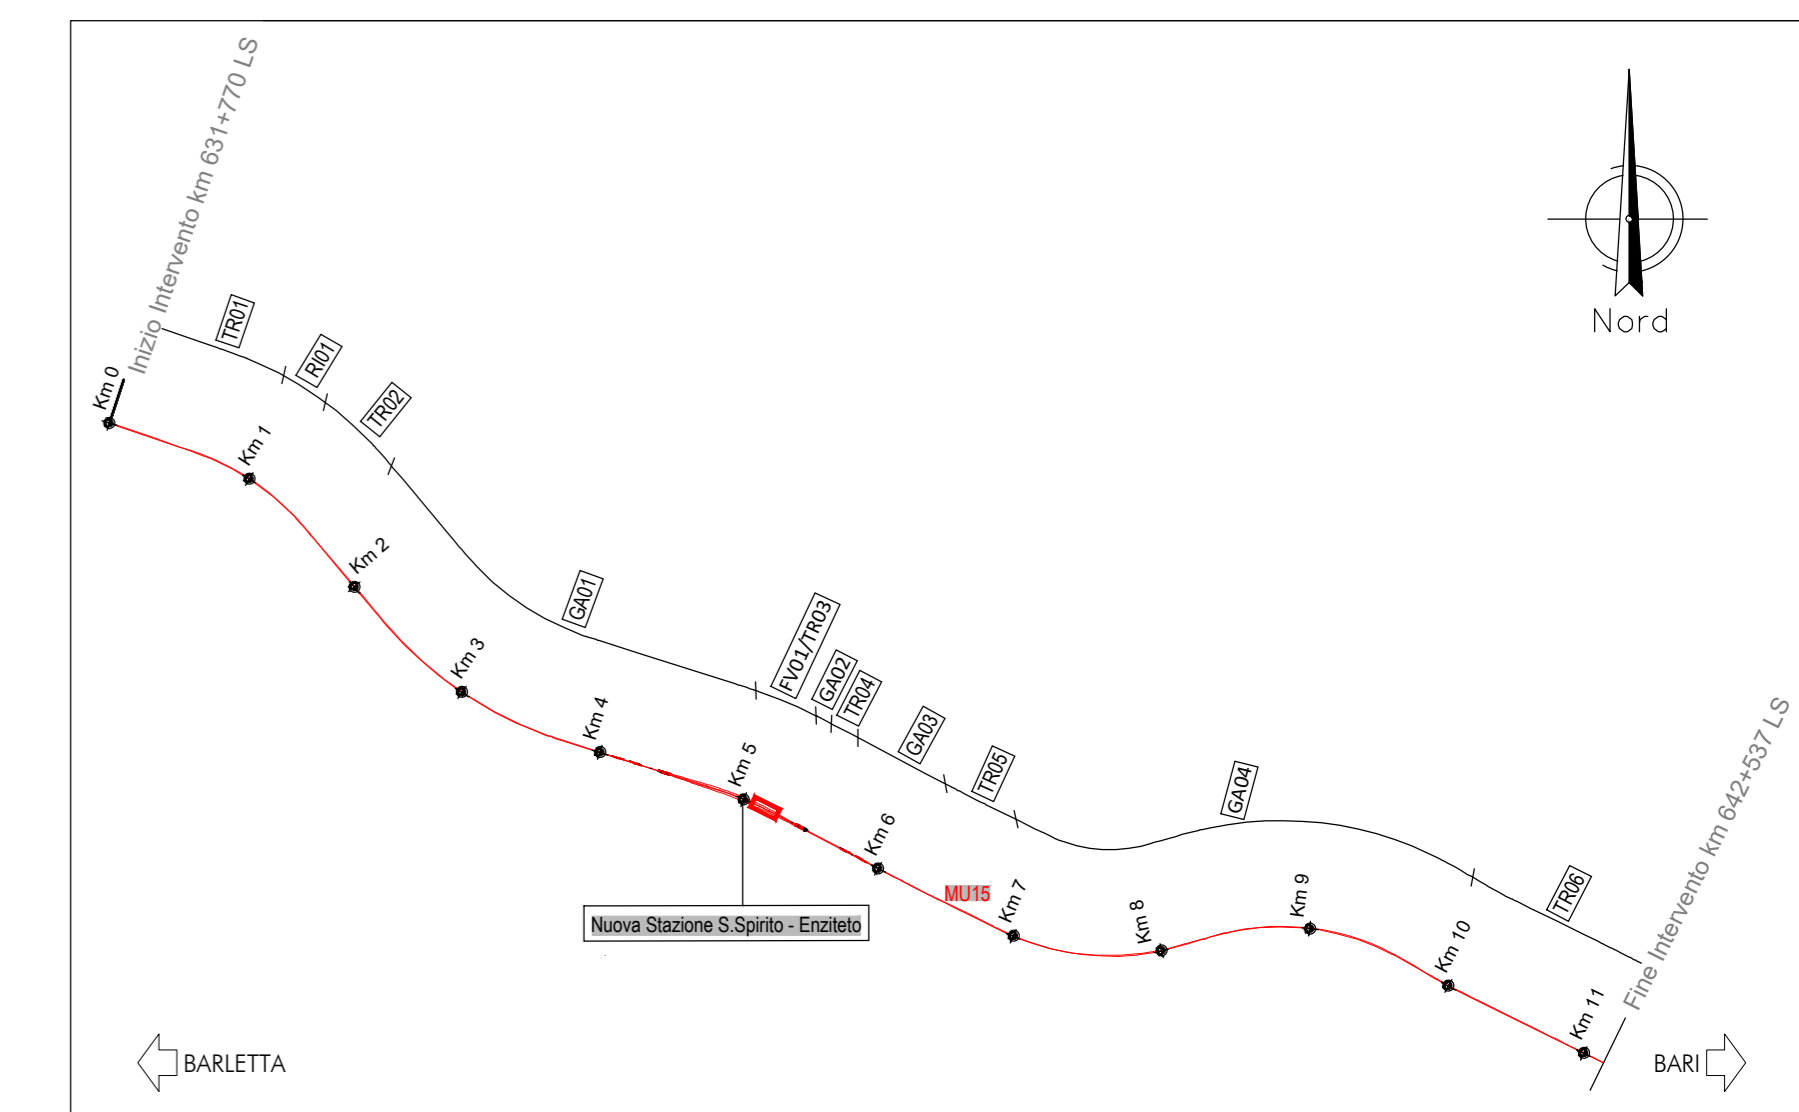 Inizio Intervento km 631+770 LS
Nord
TR01
RI01
TR02
GA01
FV01/TR03
GA02
TR04
GA03
TR05
GA04
TR06
Km 0
Km 1
Km 2
Km 3
Km 4
Km 5
Km 6
MU15
Km 7
Km 8
Km 9
Km 10
Km 11
Fine Intervento km 642+537 LS
Nuova Stazione S.Spirito - Enziteto
BARLETTA
BARI